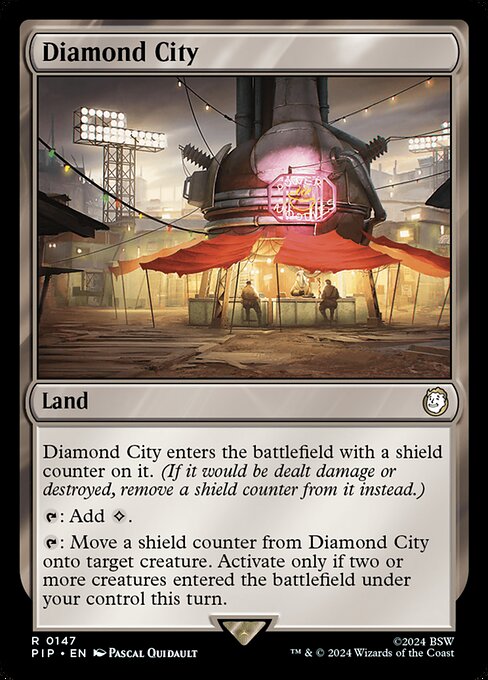 Diamond City
POWER
NOODLES
Land
Diamond City enters the battlefield with a shield
counter on it. (If it would be dealt damage or
destroyed, remove a shield counter from it instead.)
: Add .
: Move a shield counter from Diamond City
onto target creature. Activate only if two or
more creatures entered the battlefield under
your control this turn.
R 0147
PIP • EN Pascal Quidault
©2024 BSW
™ & © 2024 Wizards of the Coast